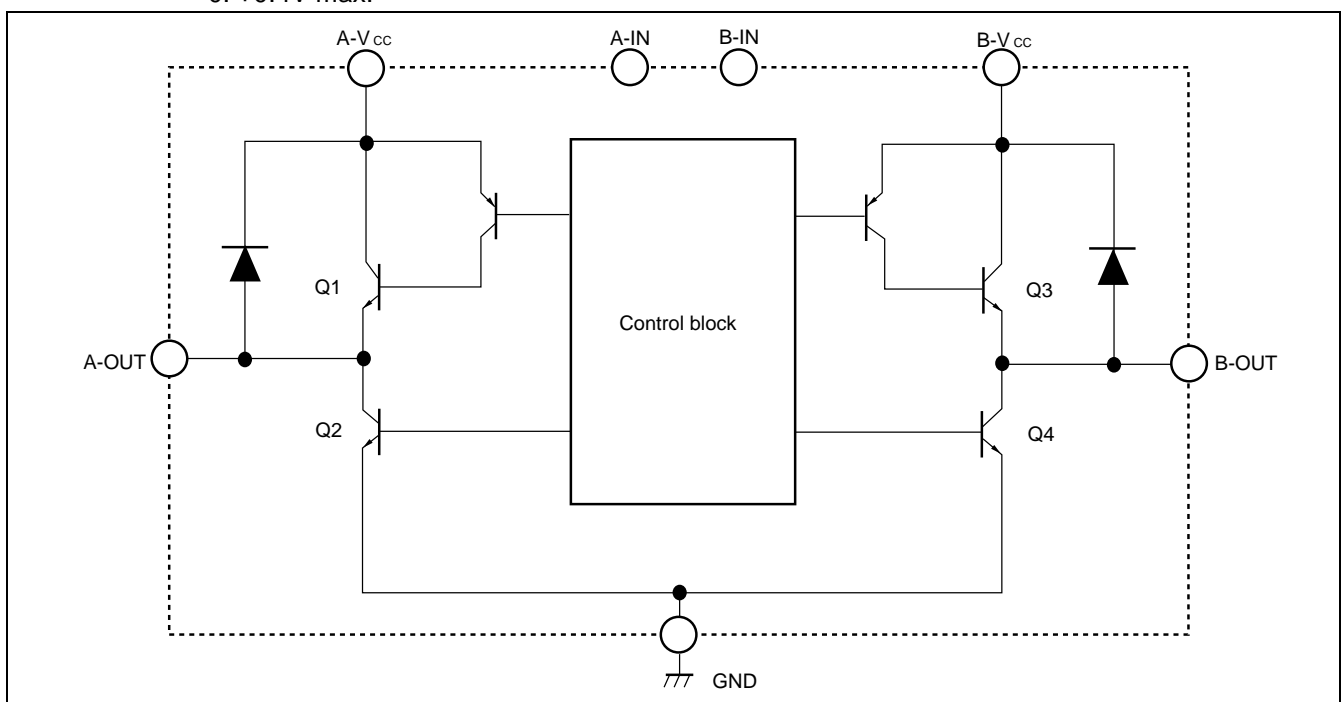 A-VCC
A-IN
B-IN
B-VCC
Q1
Q3
Control block
A-OUT
B-OUT
Q2
Q4
GND